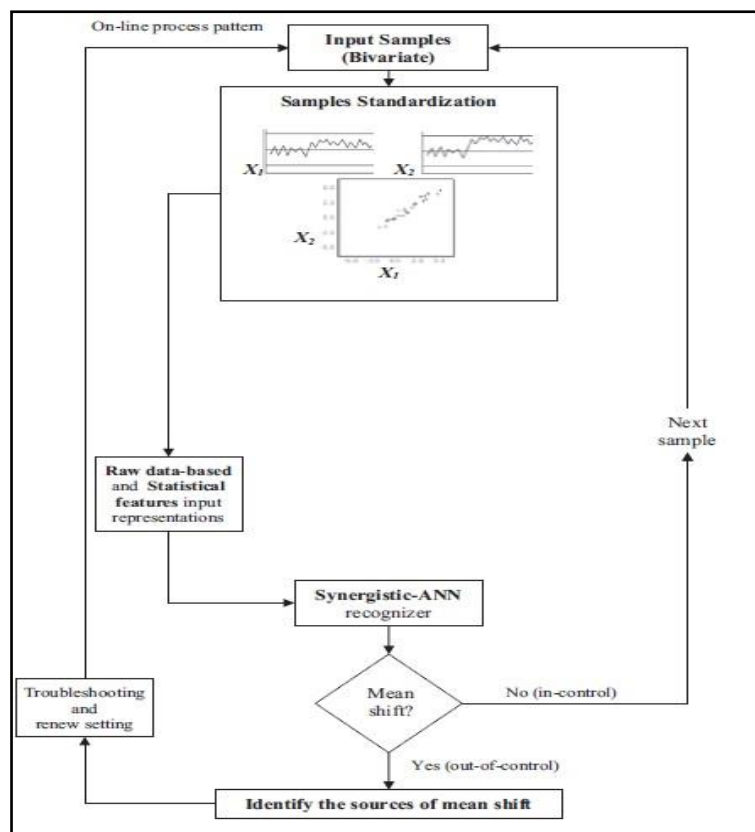 On-line process pattern
Input Samples
(Bivariate)
Samples Standardization
X1
X2
X2
X1
Raw data-based
and Statistical
features input
representations
Next
sample
Synergistic-ANN
recognizer
Mean
shift?
No (in-control)
Troubleshooting
and
renew setting
Yes (out-of-control)
Identify the sources of mean shift